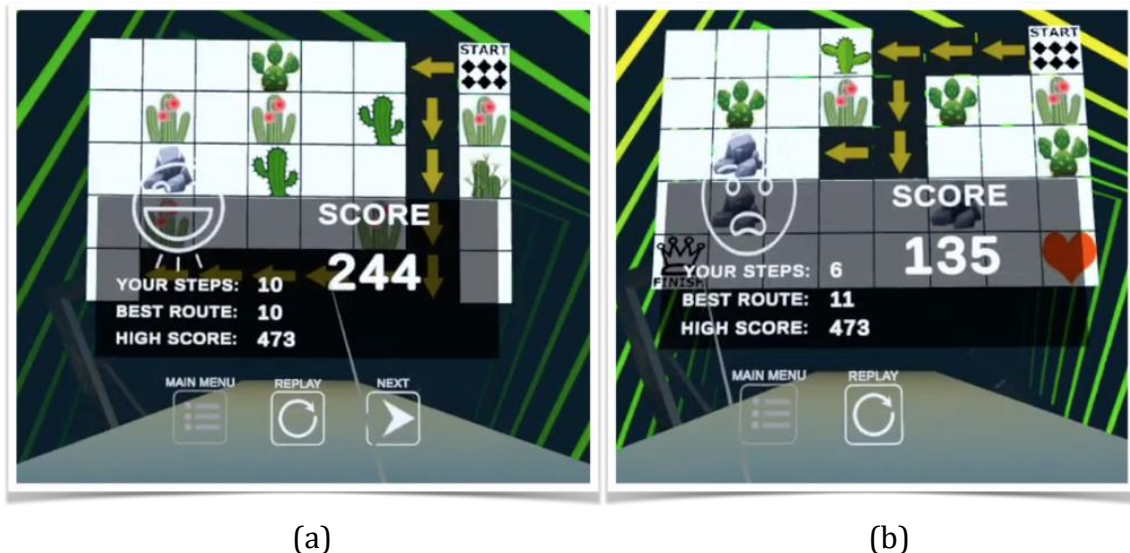 START
SCORE
244
YOUR STEPS: 10
BEST ROUTE: 10
HIGH SCORE: 473
MAIN MENU
REPLAY
NEXT
(a)
START
SCORE
135
FINISH
YOUR STEPS: 6
BEST ROUTE: 11
HIGH SCORE: 473
MAIN MENU
REPLAY
(b)